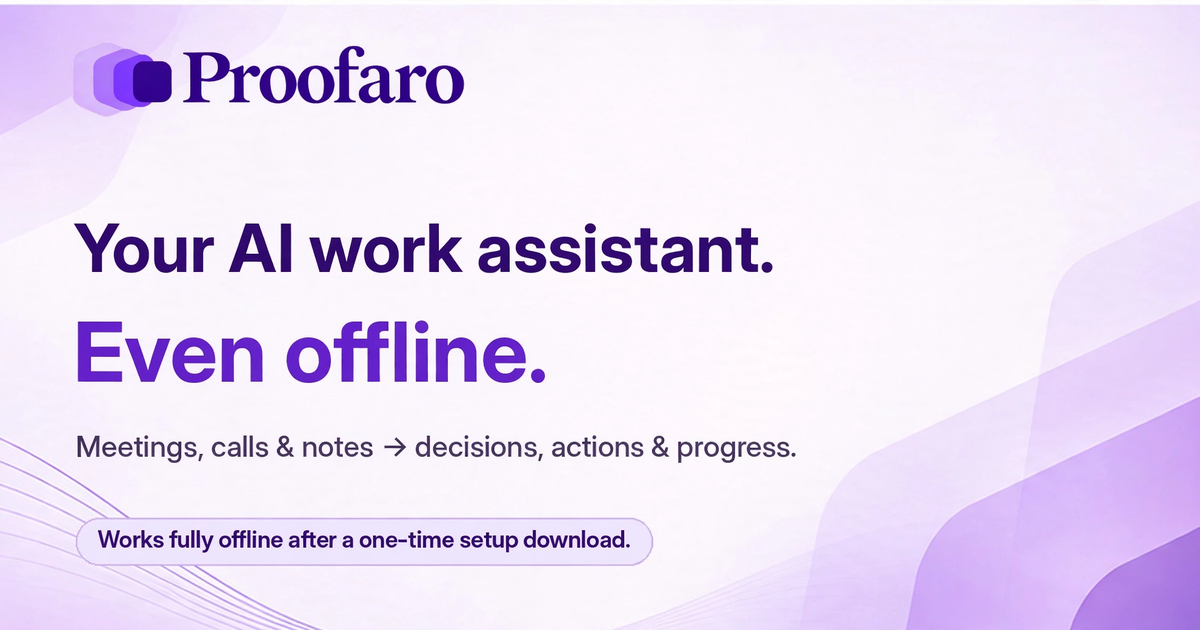 Proofaro
Your AI work assistant.
Even offline.
Meetings, calls & notes → decisions, actions & progress.
Works fully offline after a one-time setup download.